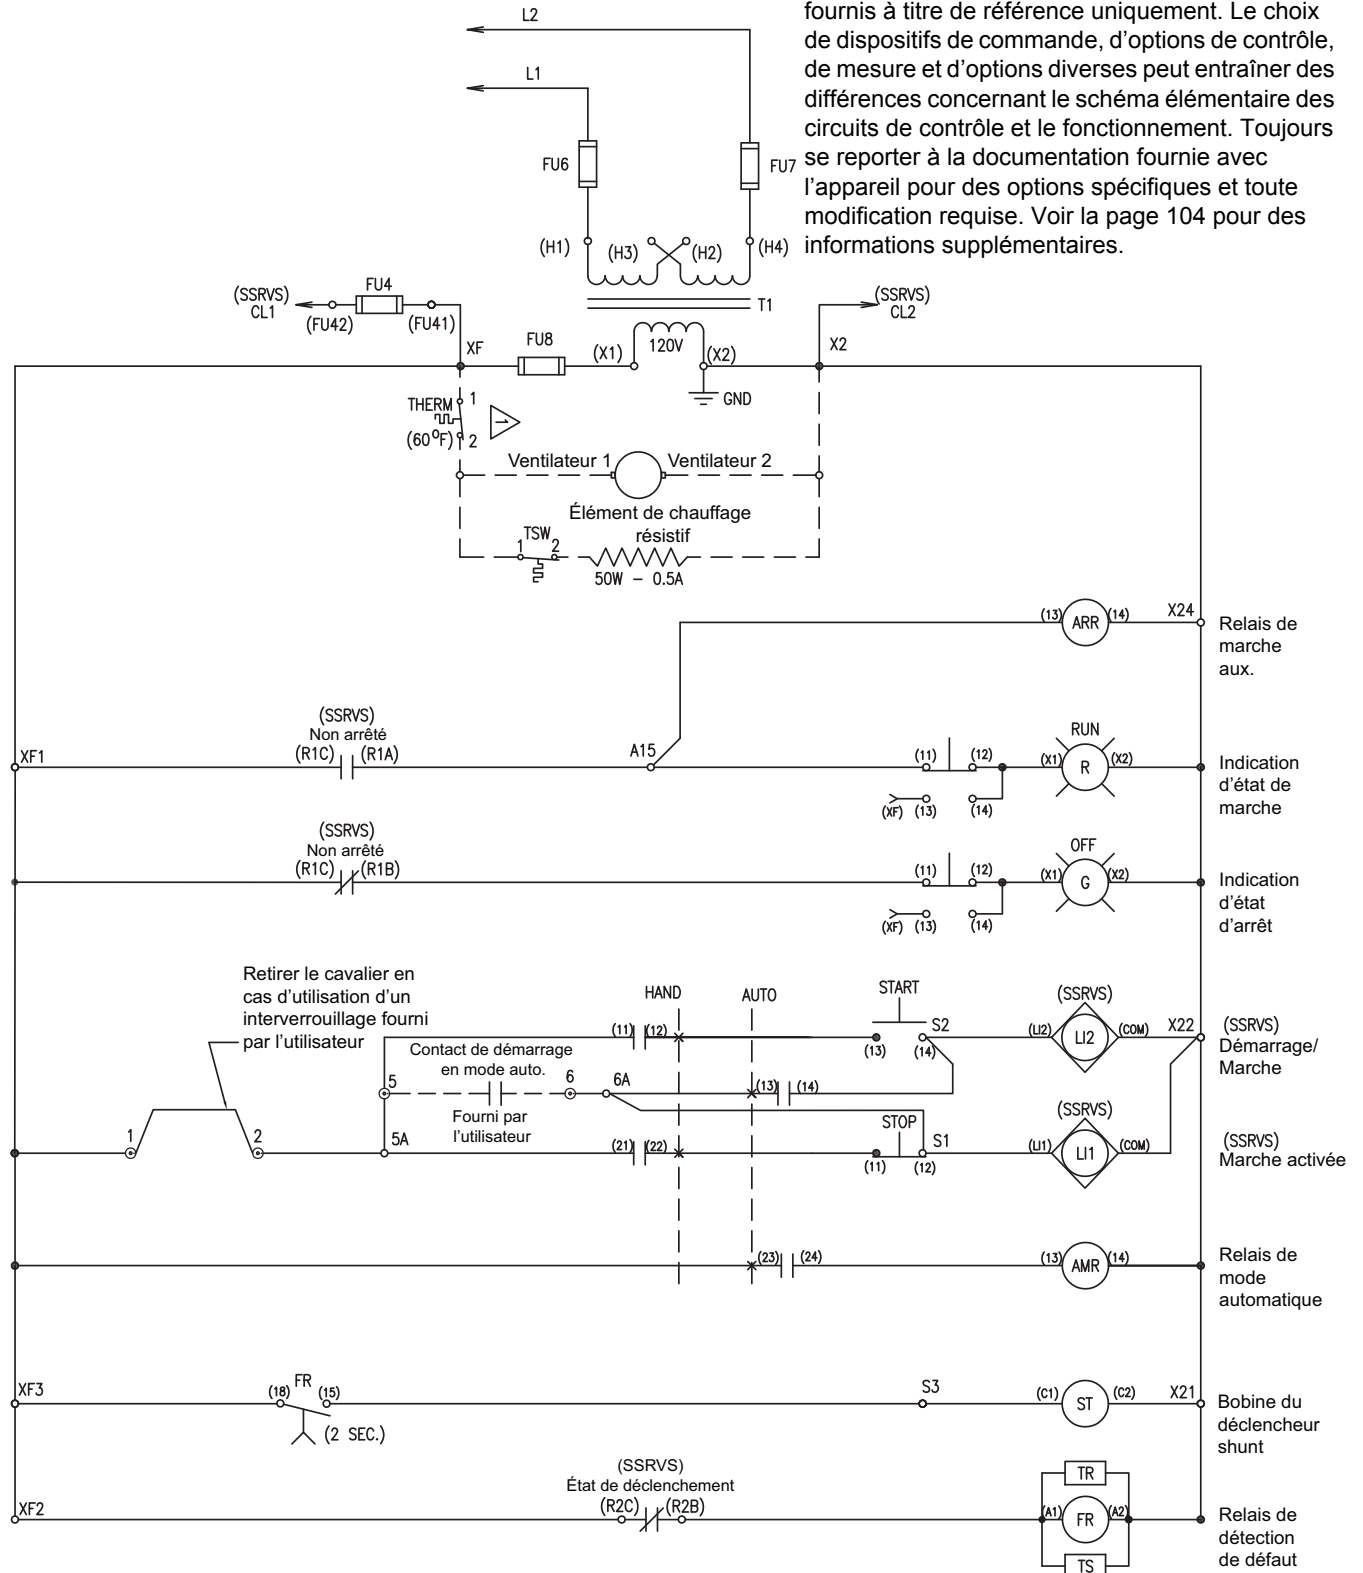 fournis à titre de référence uniquement. Le choix
de dispositifs de commande, d'options de contrôle,
de mesure et d'options diverses peut entraîner des
différences concernant le schéma élémentaire des
circuits de contrôle et le fonctionnement. Toujours
se reporter à la documentation fournie avec
l'appareil pour des options spécifiques et toute
modification requise. Voir la page 104 pour des
informations supplémentaires.
L2
L1
FU6
FU7
(H1)
(H3)
(H2)
(H4)
T1
(SSRVS)
CL1
FU4
(FU42)
(FU41)
(SSRVS)
CL2
XF
FU8
(X1)
120V
(X2)
X2
GND
THERM
1
(60°F)
2
1
Ventilateur 1
Ventilateur 2
Élément de chauffage
résistif
TSW
1
2
50W – 0.5A
(13)
ARR
(14)
X24
Relais de
marche
aux.
(SSRVS)
Non arrêté
XF1
(R1C)
(R1A)
A15
(11)
(12)
(XF)
(13)
(14)
RUN
(X1)
R
(X2)
Indication
d'état de
marche
(SSRVS)
Non arrêté
(R1C)
(R1B)
(11)
(12)
(XF)
(13)
(14)
OFF
(X1)
G
(X2)
Indication
d'état
d'arrêt
Retirer le cavalier en
cas d'utilisation d'un
interverrouillage fourni
par l'utilisateur
HAND
AUTO
START
(11)
(12)
(13)
(14)
S2
(SSRVS)
(LI2)
LI2
(COM)
X22
(SSRVS)
Démarrage/
Marche
Contact de démarrage
en mode auto.
5
6
6A
(13)
(14)
Fourni par
l'utilisateur
1
2
5A
(21)
(22)
STOP
(11)
(12)
S1
(SSRVS)
(LI1)
LI1
(COM)
(SSRVS)
Marche activée
(23)
(24)
(13)
AMR
(14)
Relais de
mode
automatique
XF3
(18)
FR
(15)
(2 SEC.)
S3
(C1)
ST
(C2)
X21
Bobine du
déclencheur
shunt
(SSRVS)
État de déclenchement
XF2
(R2C)
(R2B)
TR
(A1)
FR
(A2)
TS
Relais de
détection
de défaut